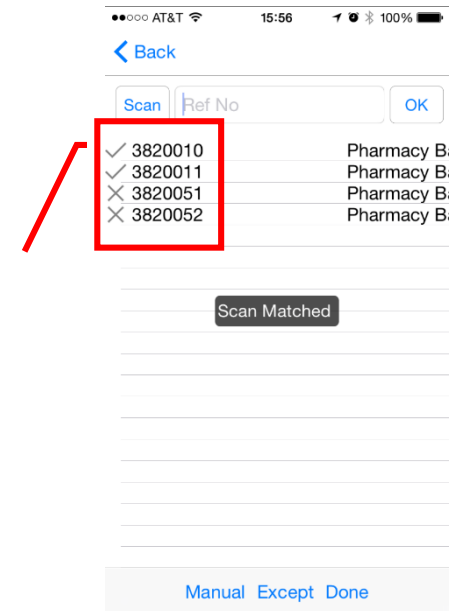 AT&T 15:56 100%
Back
Scan Ref No OK
3820010 Pharmacy Ba
3820011 Pharmacy Ba
3820051 Pharmacy Ba
3820052 Pharmacy Ba
Scan Matched
Manual Except Done